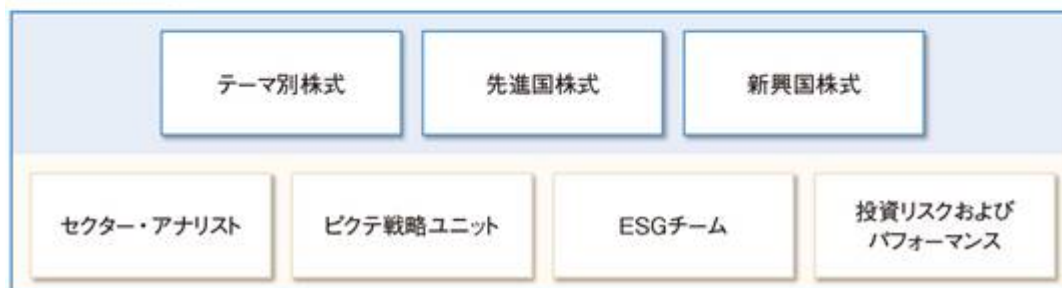 テーマ別株式
先進国株式
新興国株式
セクター・アナリスト
ピクテ戦略ユニット
ESGチーム
投資リスクおよび
パフォーマンス